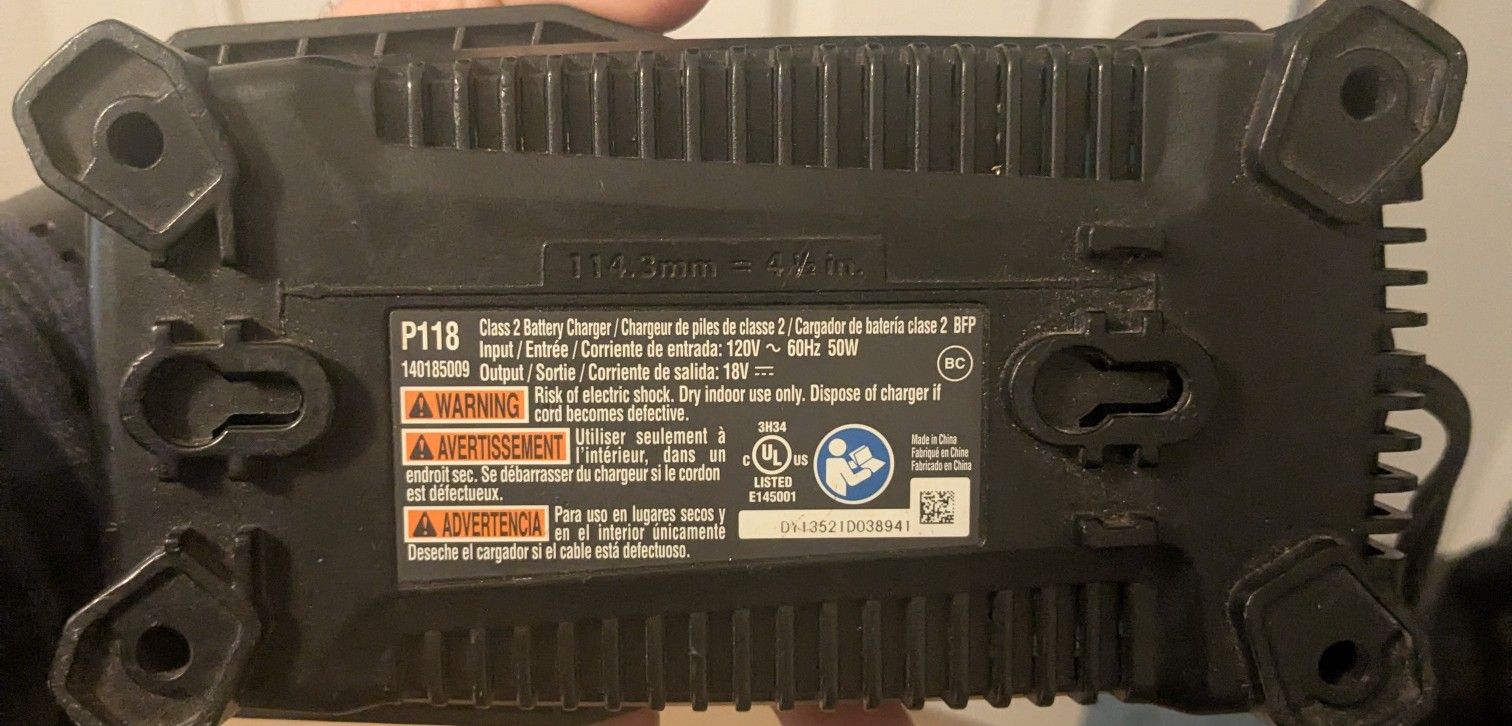 114.3mm = 4 ½ in.
P118
Class 2 Battery Charger / Chargeur de piles de classe 2 / Cargador de batería clase 2 BFP
Input / Entrée / Corriente de entrada: 120V ~ 60Hz 50W
140185009
Output / Sortie / Corriente de salida: 18V ⎓
BC
WARNING
Risk of electric shock. Dry indoor use only. Dispose of charger if
cord becomes defective.
AVERTISSEMENT
Utiliser seulement à
l'intérieur, dans un
endroit sec. Se débarrasser du chargeur si le cordon
est défectueux.
ADVERTENCIA
Para uso en lugares secos y
en el interior únicamente
Deseche el cargador si el cable está defectuoso.
3H34
C UL US
LISTED
E145001
Made in China
Fabriqué en Chine
Fabricado en China